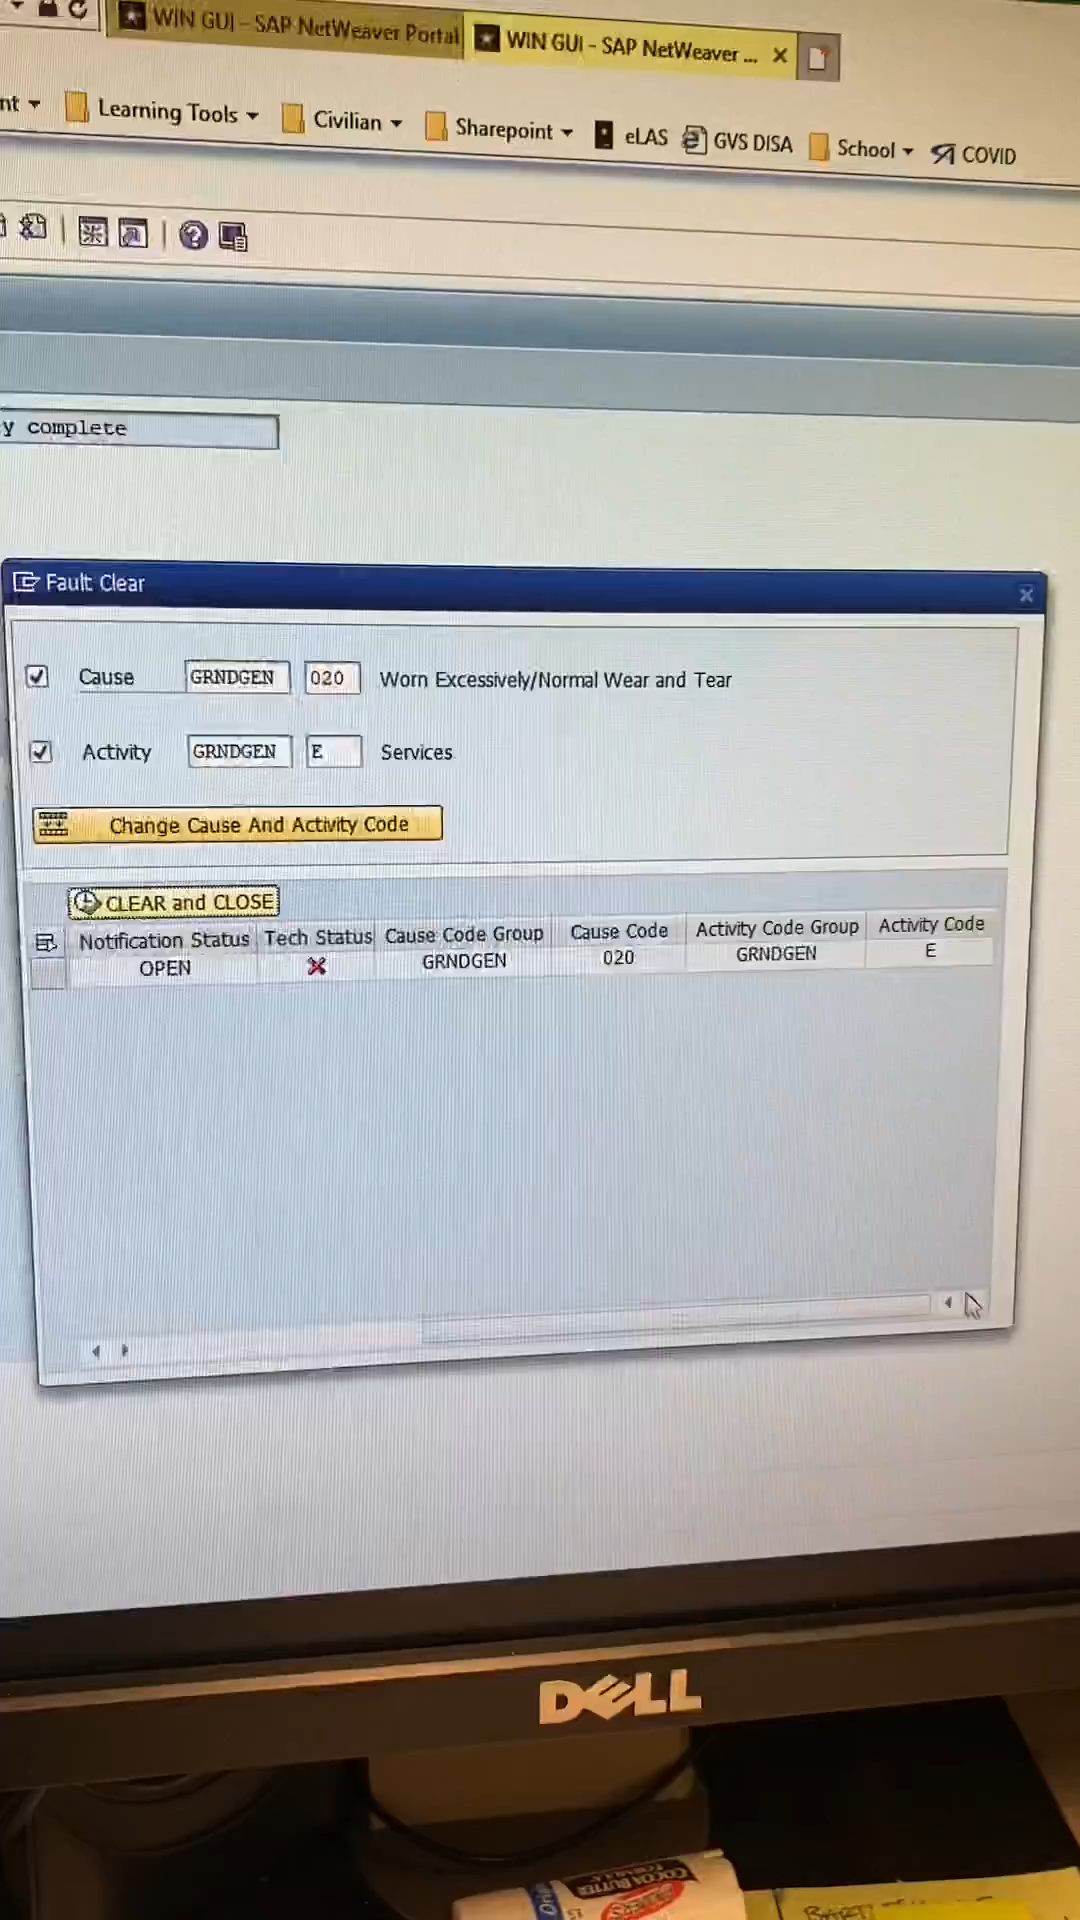 WIN GUI - SAP NetWeaver Portal
WIN GUI - SAP NetWeaver ...
nt
Learning Tools
Civilian
Sharepoint
eLAS
GVS DISA
School
COVID
y complete
Fault Clear
Cause GRNDGEN 020 Worn Excessively/Normal Wear and Tear
Activity GRNDGEN E Services
Change Cause And Activity Code
CLEAR and CLOSE
Notification Status Tech Status Cause Code Group Cause Code Activity Code Group Activity Code
OPEN GRNDGEN 020 GRNDGEN E
DELL
COCOA BUTTER
FORMULA